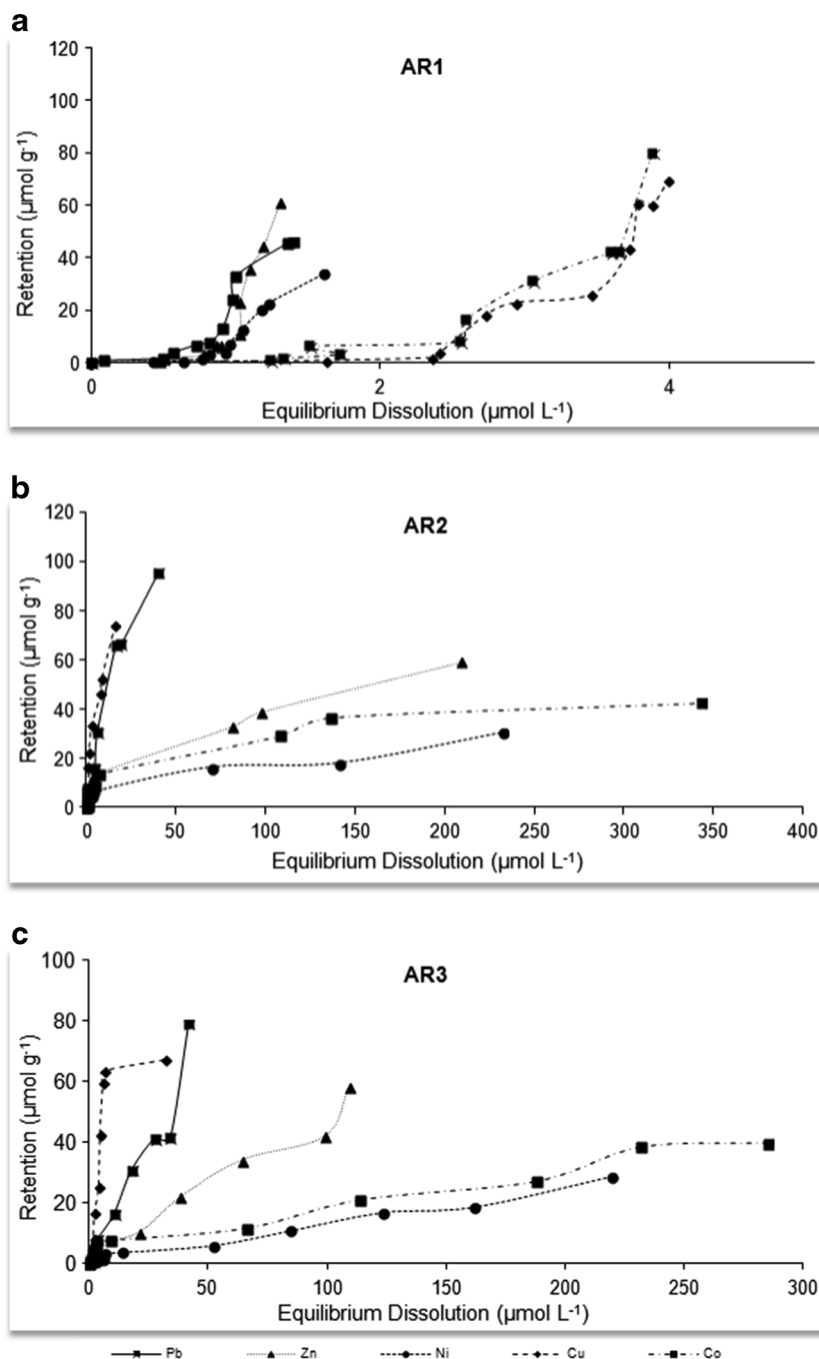 a
AR1
120
100
80
60
40
20
0
Retention (µmol g-1)
0 2 4
Equilibrium Dissolution (µmol L-1)
b
AR2
120
100
80
60
40
20
0
Retention (µmol g-1)
0 50 100 150 200 250 300 350 400
Equilibrium Dissolution (µmol L-1)
c
AR3
100
80
60
40
20
0
Retention (µmol g-1)
0 50 100 150 200 250 300
Equilibrium Dissolution (µmol L-1)
Pb Zn Ni Cu Co